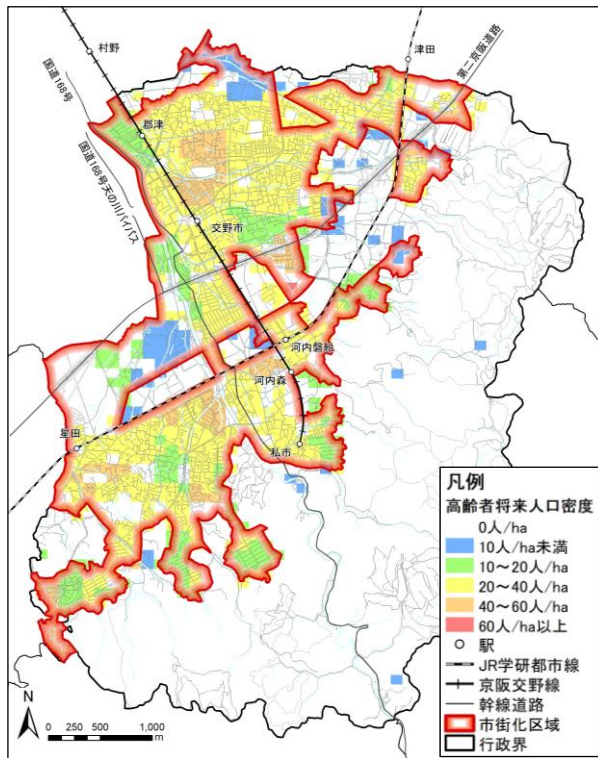 村野
津田
第二京阪道路
国道168号
郡津
国道168号天の川バイパス
交野市
河内磐船
河内森
星田
私市
凡例
高齢者将来人口密度
0人/ha
10人/ha未満
10～20人/ha
20～40人/ha
40～60人/ha
60人/ha以上
駅
JR学研都市線
京阪交野線
幹線道路
市街化区域
行政界
N
0 250 500 1,000
m